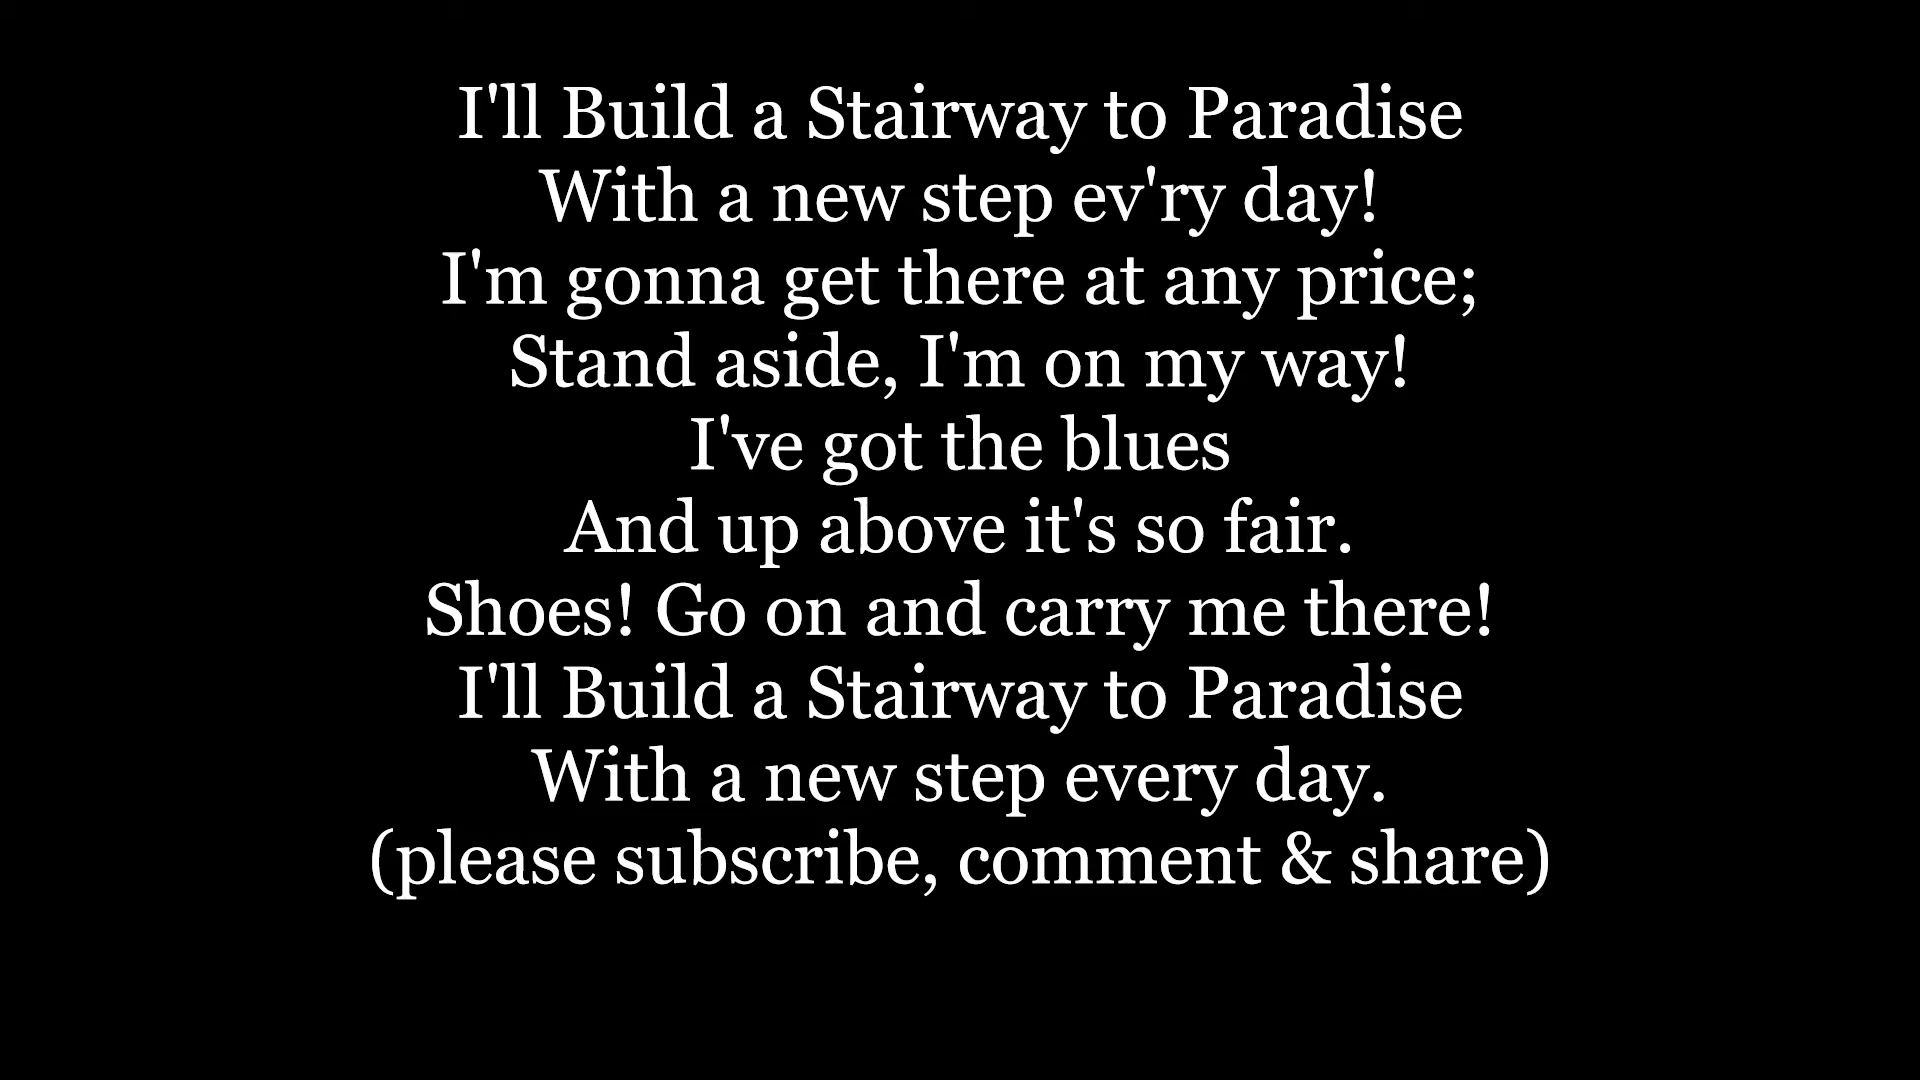 I'll Build a Stairway to Paradise
With a new step ev'ry day!
I'm gonna get there at any price;
Stand aside, I'm on my way!
I've got the blues
And up above it's so fair.
Shoes! Go on and carry me there!
I'll Build a Stairway to Paradise
With a new step every day.
(please subscribe, comment & share)